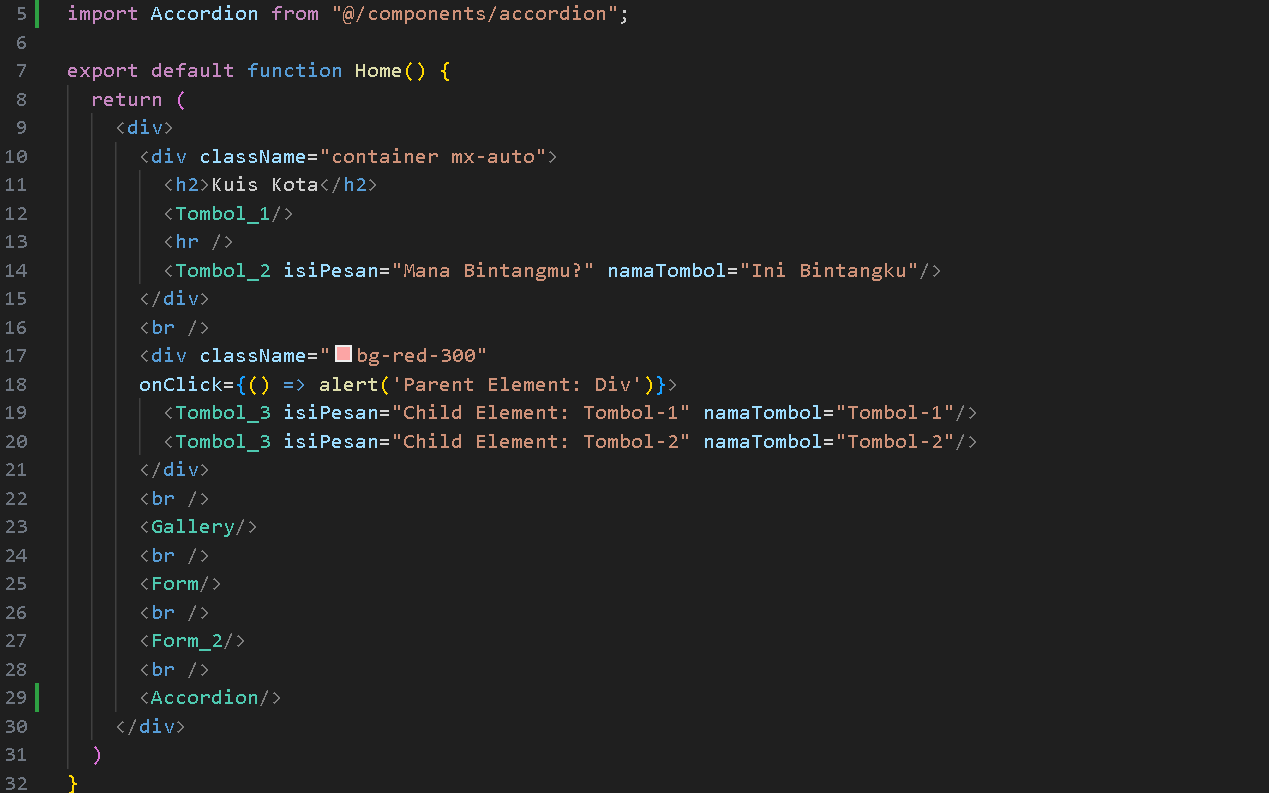 5 import Accordion from "@/components/accordion";
6
7 export default function Home() {
8 return (
9 <div>
10 <div className="container mx-auto">
11 <h2>Kuis Kota</h2>
12 <Tombol_1/>
13 <hr />
14 <Tombol_2 isiPesan="Mana Bintangmu?" namaTombol="Ini Bintangku"/>
15 </div>
16 <br />
17 <div className="bg-red-300"
18 onClick={() => alert('Parent Element: Div')}>
19 <Tombol_3 isiPesan="Child Element: Tombol-1" namaTombol="Tombol-1"/>
20 <Tombol_3 isiPesan="Child Element: Tombol-2" namaTombol="Tombol-2"/>
21 </div>
22 <br />
23 <Gallery/>
24 <br />
25 <Form/>
26 <br />
27 <Form_2/>
28 <br />
29 <Accordion/>
30 </div>
31 )
32 }